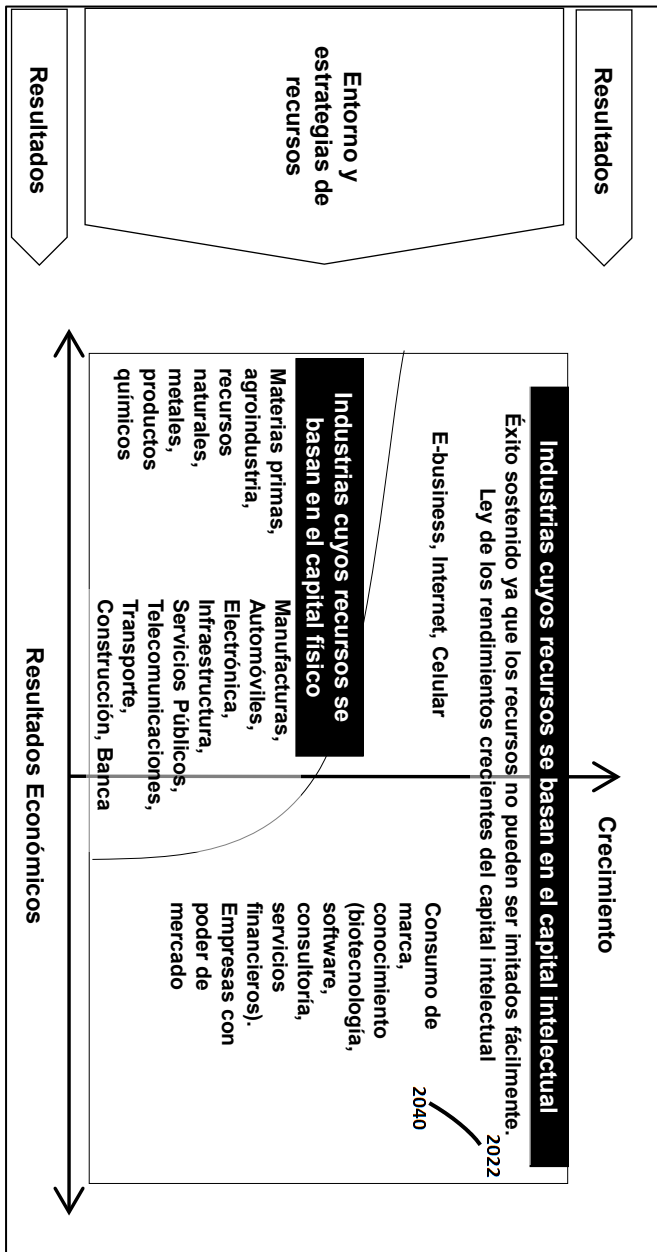 Resultados
Entorno y
estrategias de
recursos
Resultados
Crecimiento
Industrias cuyos recursos se basan en el capital intelectual
Éxito sostenido ya que los recursos no pueden ser imitados fácilmente.
Ley de los rendimientos crecientes del capital intelectual
E-business, Internet, Celular
2022
2040
Consumo de
marca,
conocimiento
(biotecnología,
software,
consultoría,
servicios
financieros).
Empresas con
poder de
mercado
Industrias cuyos recursos se
basan en el capital físico
Materias primas,
agroindustria,
recursos
naturales,
metales,
productos
químicos
Manufacturas,
Automóviles,
Electrónica,
Infraestructura,
Servicios Públicos,
Telecomunicaciones,
Transporte,
Construcción, Banca
Resultados Económicos